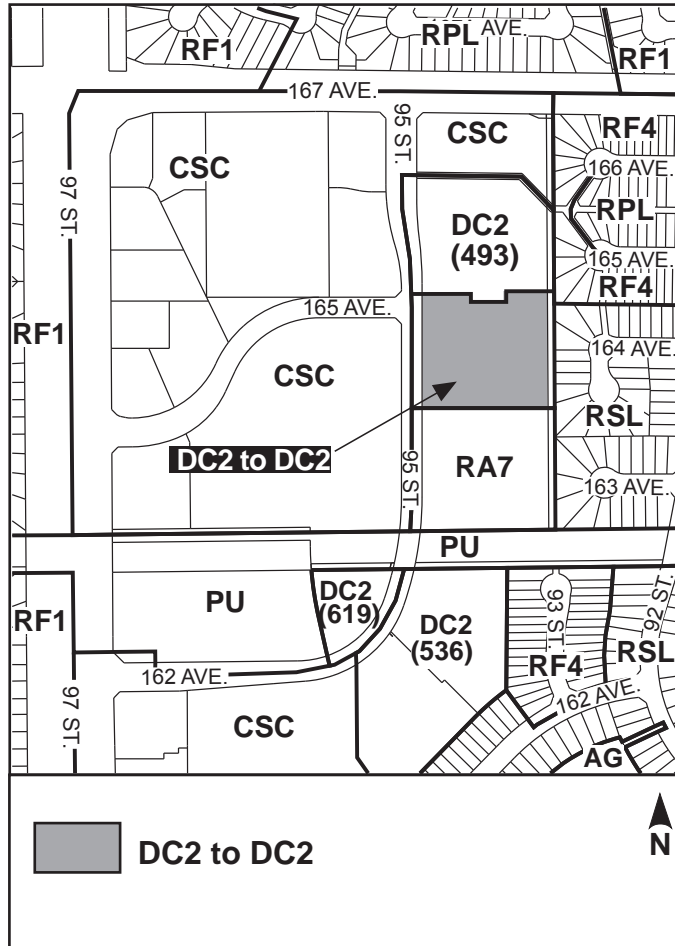 RF1
RPL AVE.
RF1
167 AVE.
95 ST.
CSC
RF4
CSC
166 AVE.
97 ST.
DC2
(493)
RPL
165 AVE.
RF4
165 AVE.
RF1
164 AVE.
CSC
RSL
DC2 to DC2
95 ST.
RA7
163 AVE.
PU
PU
DC2
(619)
DC2
(536)
93 ST.
92 ST.
RF1
RF4
RSL
162 AVE.
162 AVE.
97 ST.
CSC
AG
DC2 to DC2
N